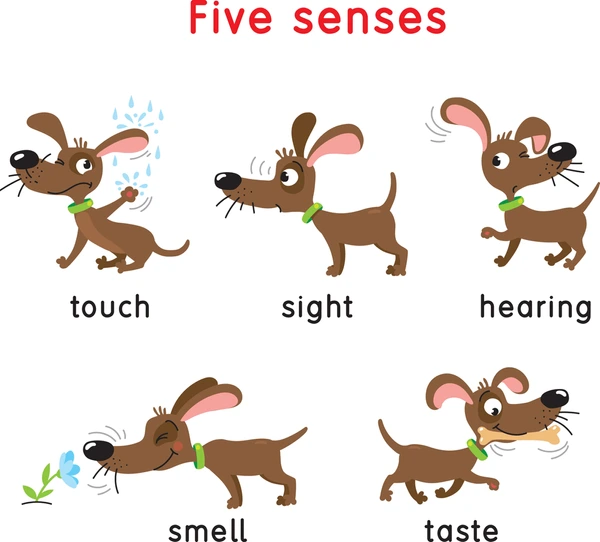 Five senses
touch
sight
hearing
smell
taste